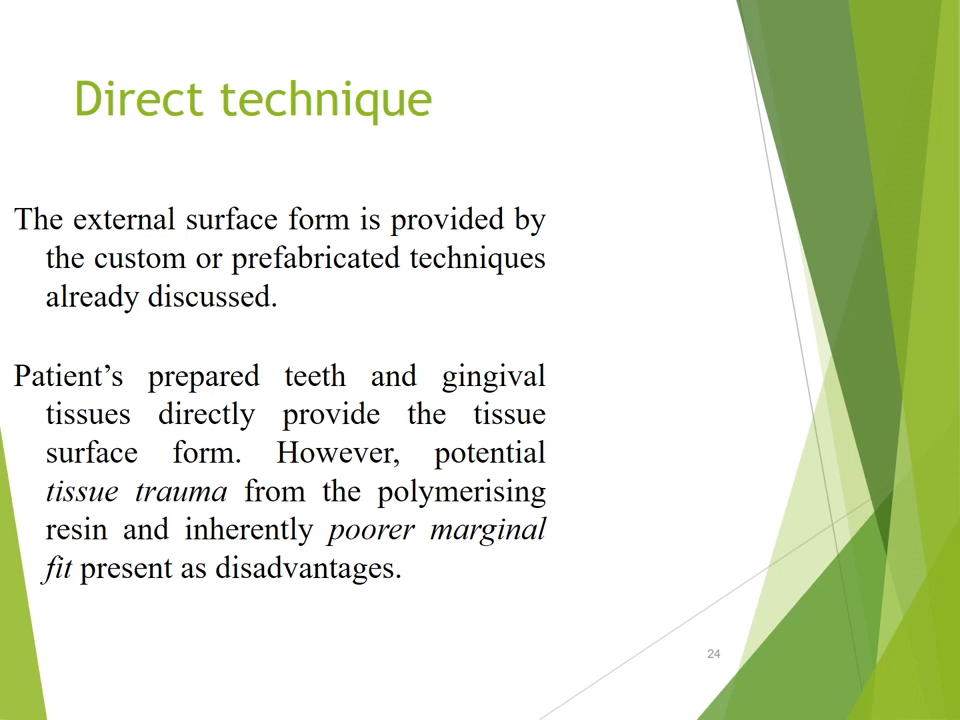 Direct technique
The external surface form is provided by
the custom or prefabricated techniques
already discussed.
Patient’s prepared teeth and gingival
tissues directly provide the tissue
surface form. However, potential
tissue trauma from the polymerising
resin and inherently poorer marginal
fit present as disadvantages.
24